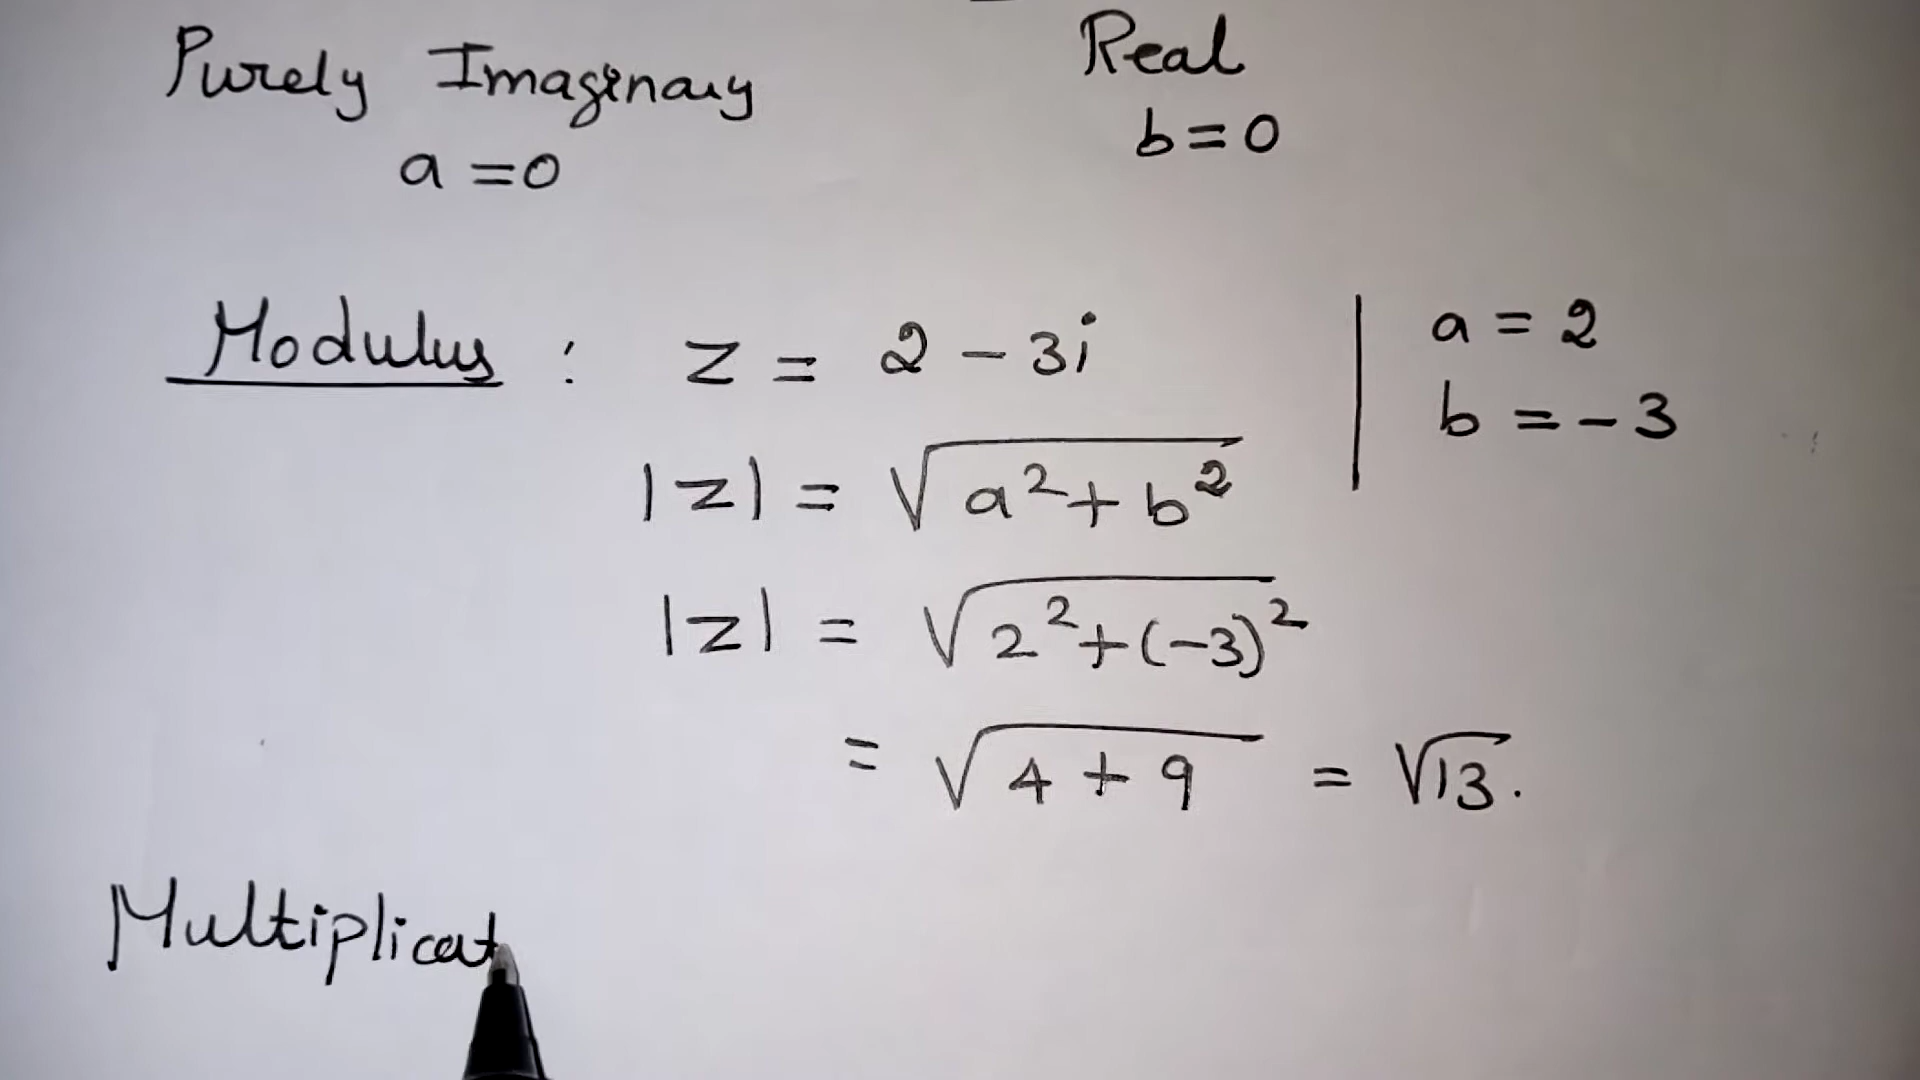 Purely Imaginary
a = 0
Real
b = 0
Modulus : z = 2 - 3i
a = 2
b = -3
|z| = √(a² + b²)
|z| = √(2² + (-3)²)
= √(4 + 9) = √13.
Multiplicat